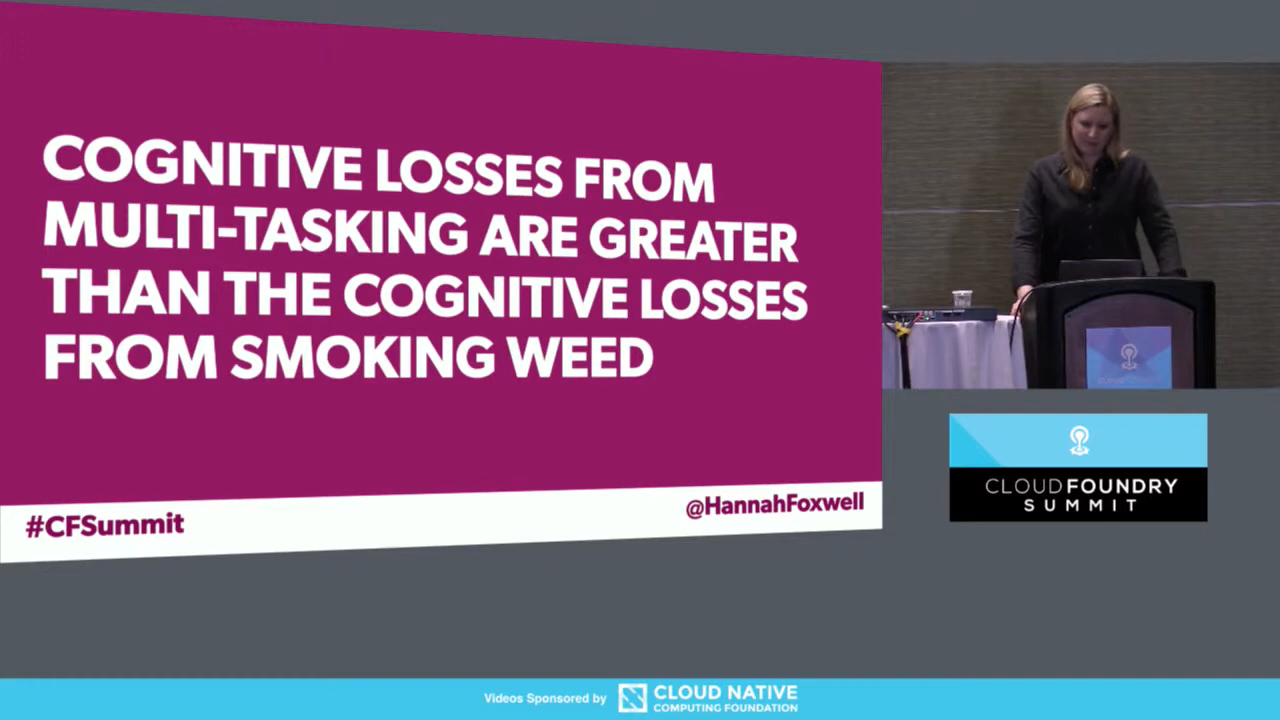 COGNITIVE LOSSES FROM
MULTI-TASKING ARE GREATER
THAN THE COGNITIVE LOSSES
FROM SMOKING WEED
#CFSummit
@HannahFoxwell
CLOUDFOUNDRY
SUMMIT
Videos Sponsored by
CLOUD NATIVE
COMPUTING FOUNDATION